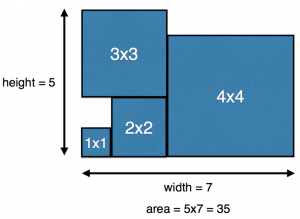 3x3
4x4
height = 5
2x2
1x1
width = 7
area = 5x7 = 35